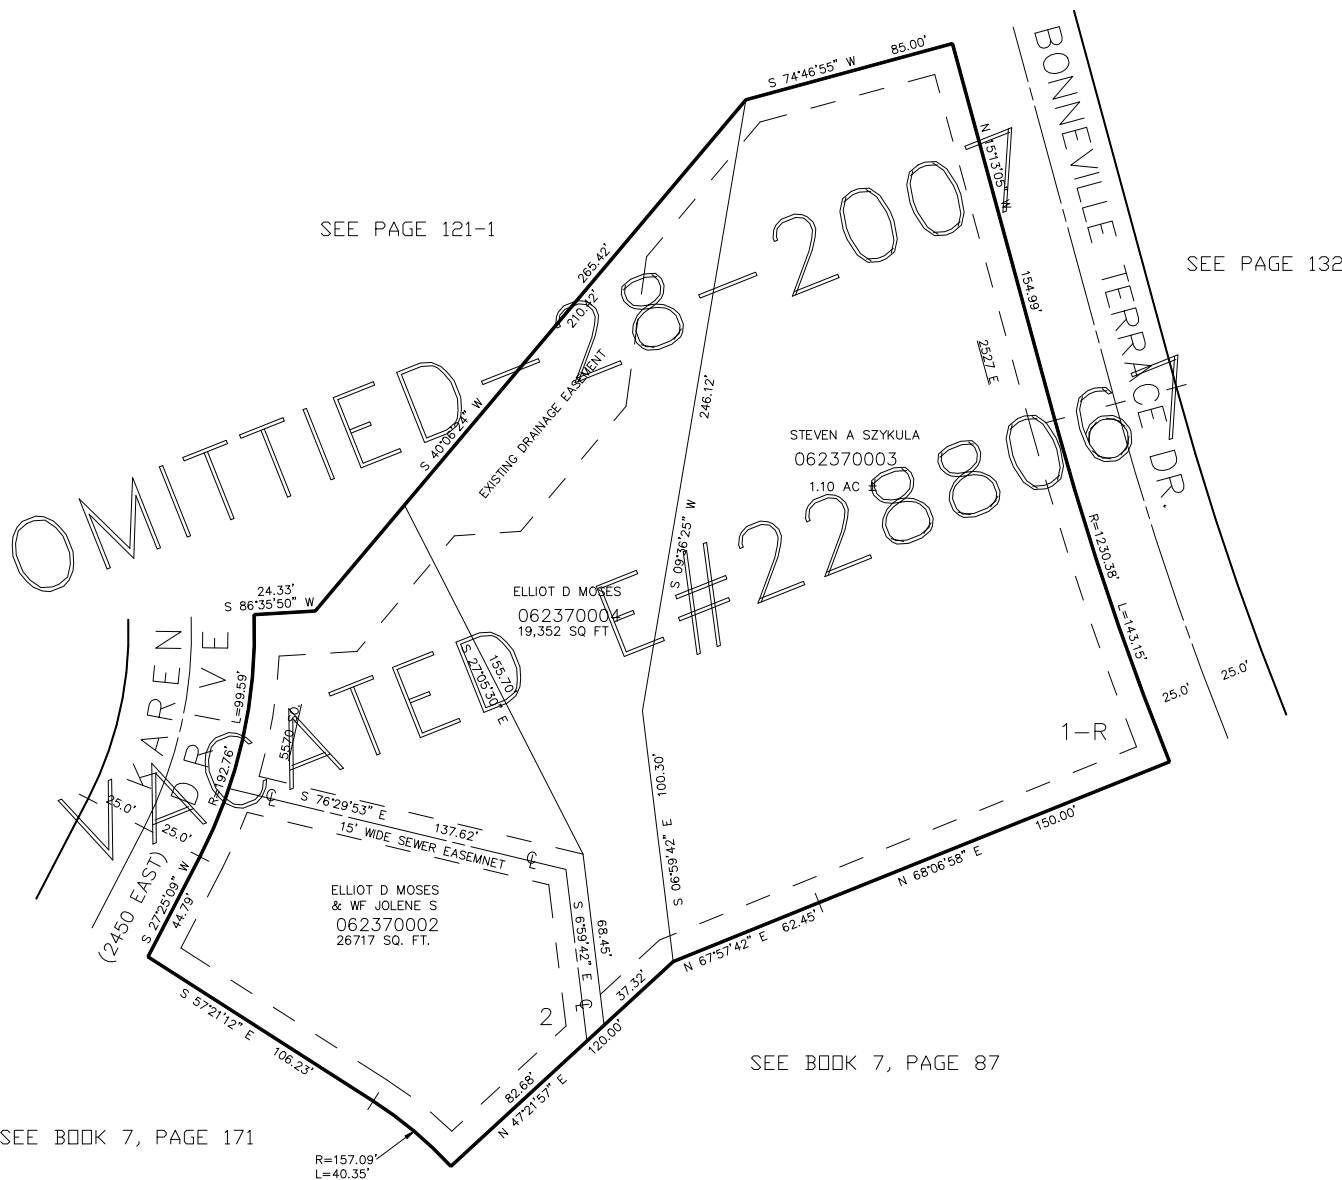 S 74°46'55" W
85.00'
BONNEVILLE TERRACE DR.
N 15°13'05" W
154.99'
SEE PAGE 121-1
SEE PAGE 132
265.42'
210.42'
S 40°06'24" W
EXISTING DRAINAGE EASEMENT
246.12'
S 09°36'25" W
2527 E
OMITTIED-28-2007
VACATED E#2288067
STEVEN A SZYKULA
062370003
1.10 AC ±
R=1230.38'
L=143.15'
25.0'
25.0'
1-R
24.33'
S 86°35'50" W
ELLIOT D MOSES
062370004
19,352 SQ FT
155.70'
S 27°05'30" E
KAREN
DRIVE
(2450 EAST)
L=99.59'
R=192.76'
5570 S
25.0'
25.0'
S 76°29'53" E
137.62'
15' WIDE SEWER EASEMNET
S 06°59'42" E 100.30'
150.00'
N 68°06'58" E
62.45'
N 67°57'42" E
S 27°25'09" W
44.79'
ELLIOT D MOSES
& WF JOLENE S
062370002
26717 SQ. FT.
S 6°59'42" E
68.45'
37.32'
120.00'
2
S 57°21'12" E
106.23'
82.68'
N 47°21'57" E
SEE BOOK 7, PAGE 87
SEE BOOK 7, PAGE 171
R=157.09'
L=40.35'